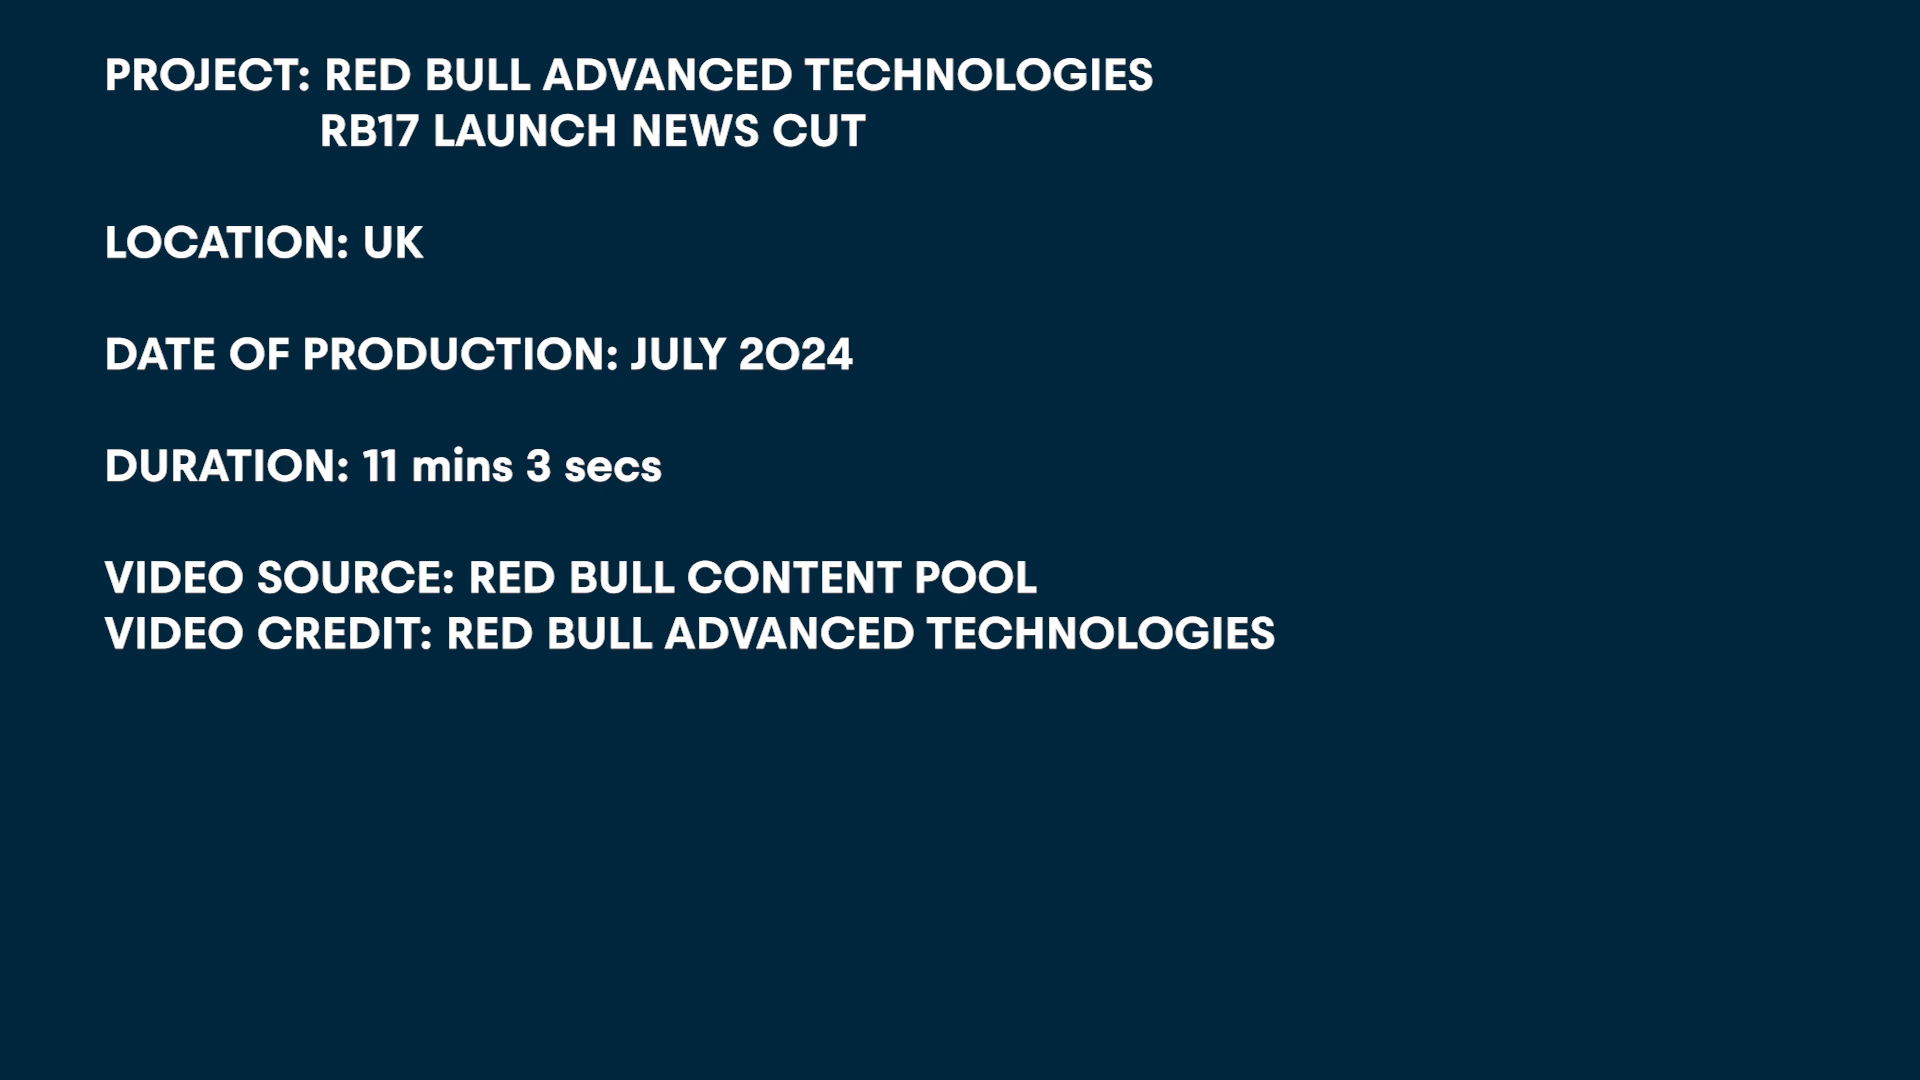 PROJECT: RED BULL ADVANCED TECHNOLOGIES
RB17 LAUNCH NEWS CUT
LOCATION: UK
DATE OF PRODUCTION: JULY 2024
DURATION: 11 mins 3 secs
VIDEO SOURCE: RED BULL CONTENT POOL
VIDEO CREDIT: RED BULL ADVANCED TECHNOLOGIES